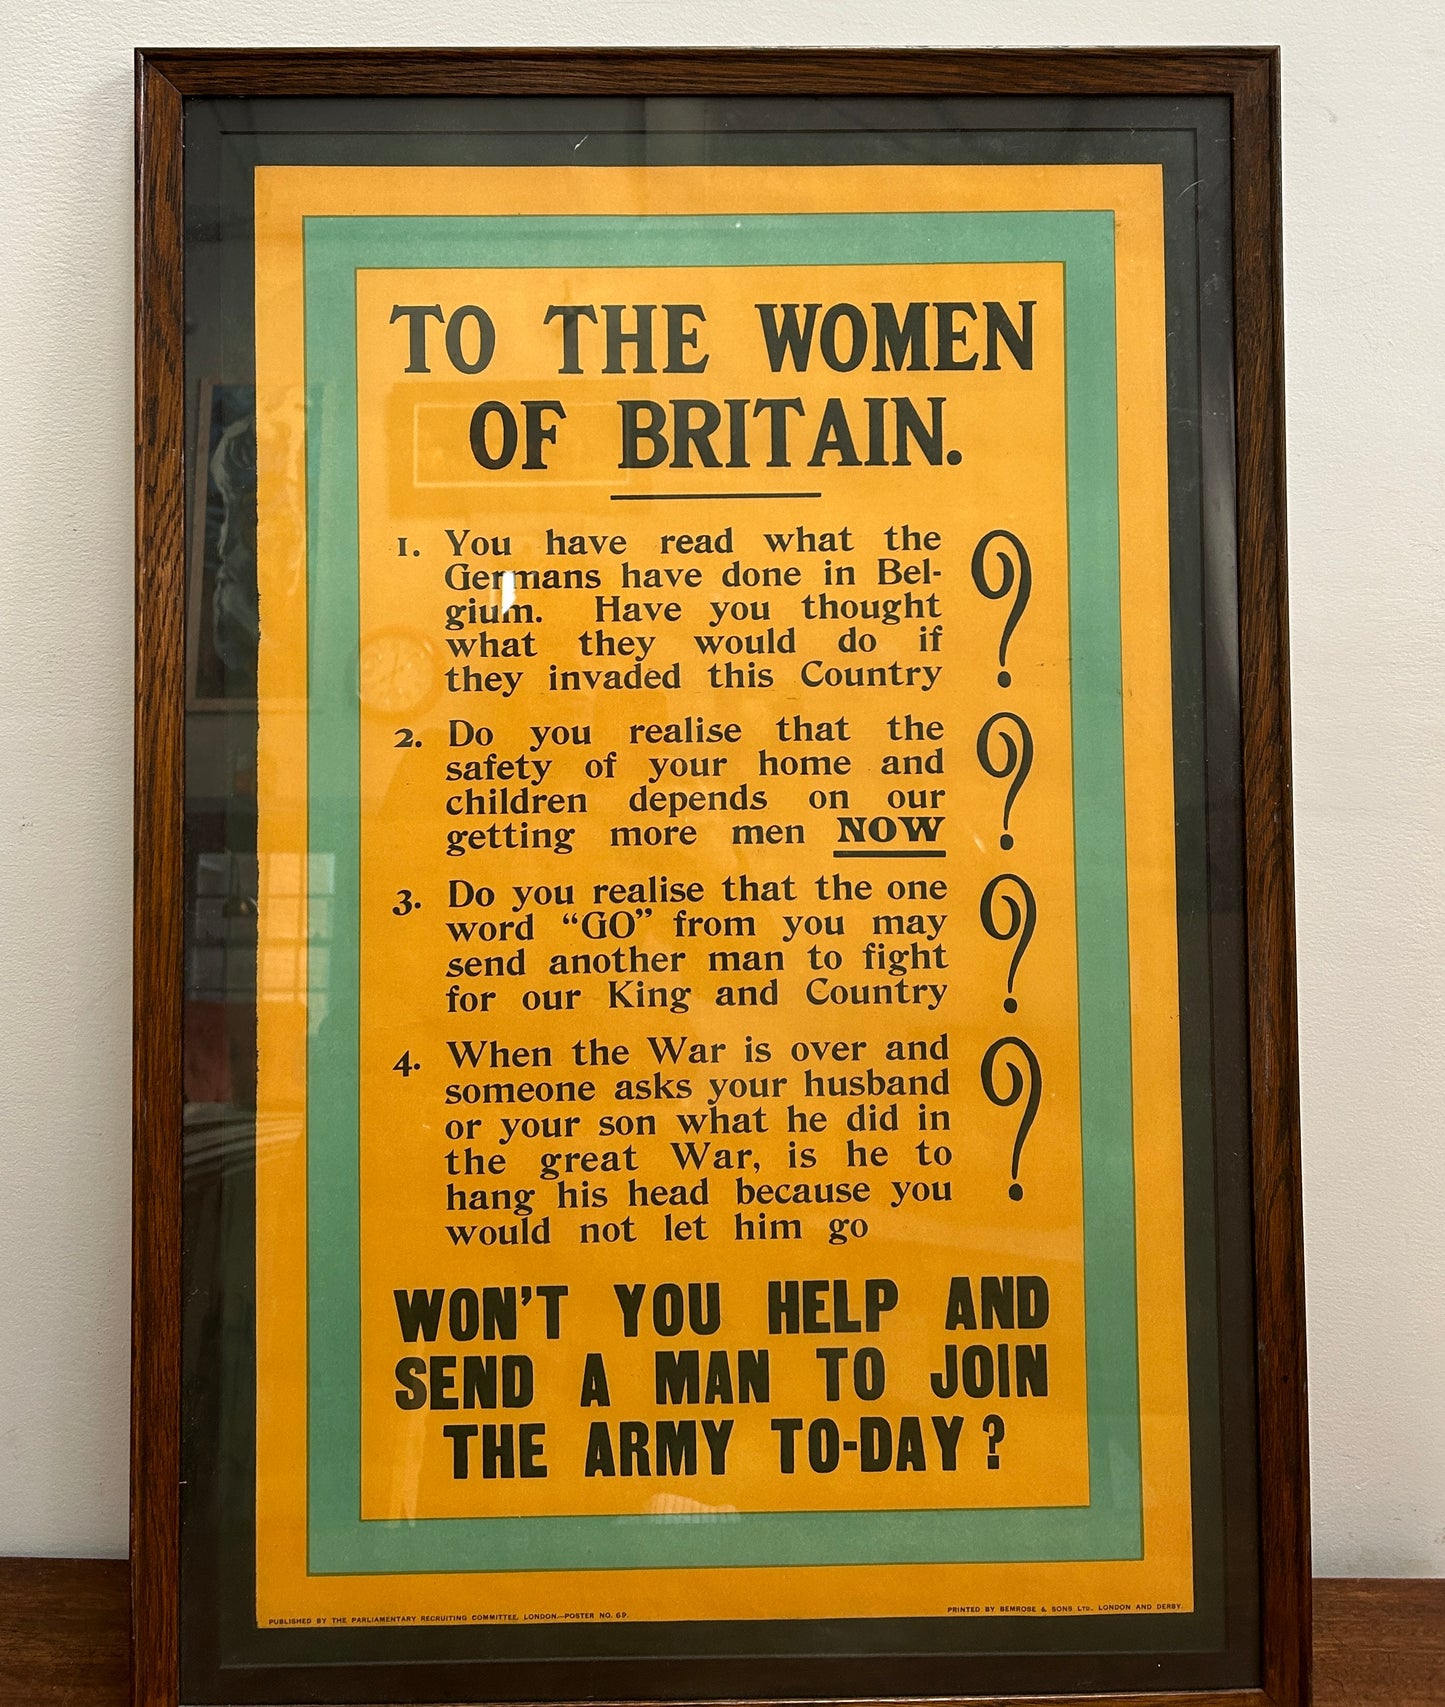 TO THE WOMEN
OF BRITAIN.
1. You have read what the
Germans have done in Bel-
gium. Have you thought
what they would do if
they invaded this Country ?
2. Do you realise that the
safety of your home and
children depends on our
getting more men NOW ?
3. Do you realise that the one
word “GO” from you may
send another man to fight
for our King and Country ?
4. When the War is over and
someone asks your husband
or your son what he did in
the great War, is he to
hang his head because you
would not let him go ?
WON'T YOU HELP AND
SEND A MAN TO JOIN
THE ARMY TO-DAY ?
PUBLISHED BY THE PARLIAMENTARY RECRUITING COMMITTEE, LONDON.—POSTER NO. 69.
PRINTED BY BEMROSE & SONS LTD., LONDON AND DERBY.